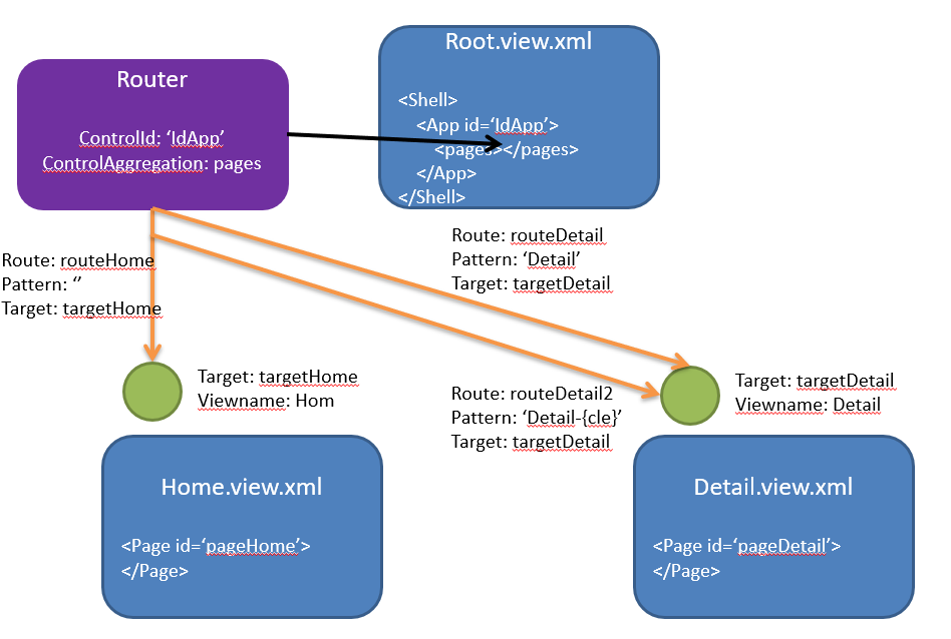 Router
ControlId: ‘IdApp’
ControlAggregation: pages
Root.view.xml
<Shell>
<App id=‘IdApp’>
<pages></pages>
</App>
</Shell>
Route: routeHome
Pattern: ‘’
Target: targetHome
Route: routeDetail
Pattern: ‘Detail’
Target: targetDetail
Target: targetHome
Viewname: Hom
Route: routeDetail2
Pattern: ‘Detail-{cle}’
Target: targetDetail
Target: targetDetail
Viewname: Detail
Home.view.xml
<Page id=‘pageHome’>
</Page>
Detail.view.xml
<Page id=‘pageDetail’>
</Page>